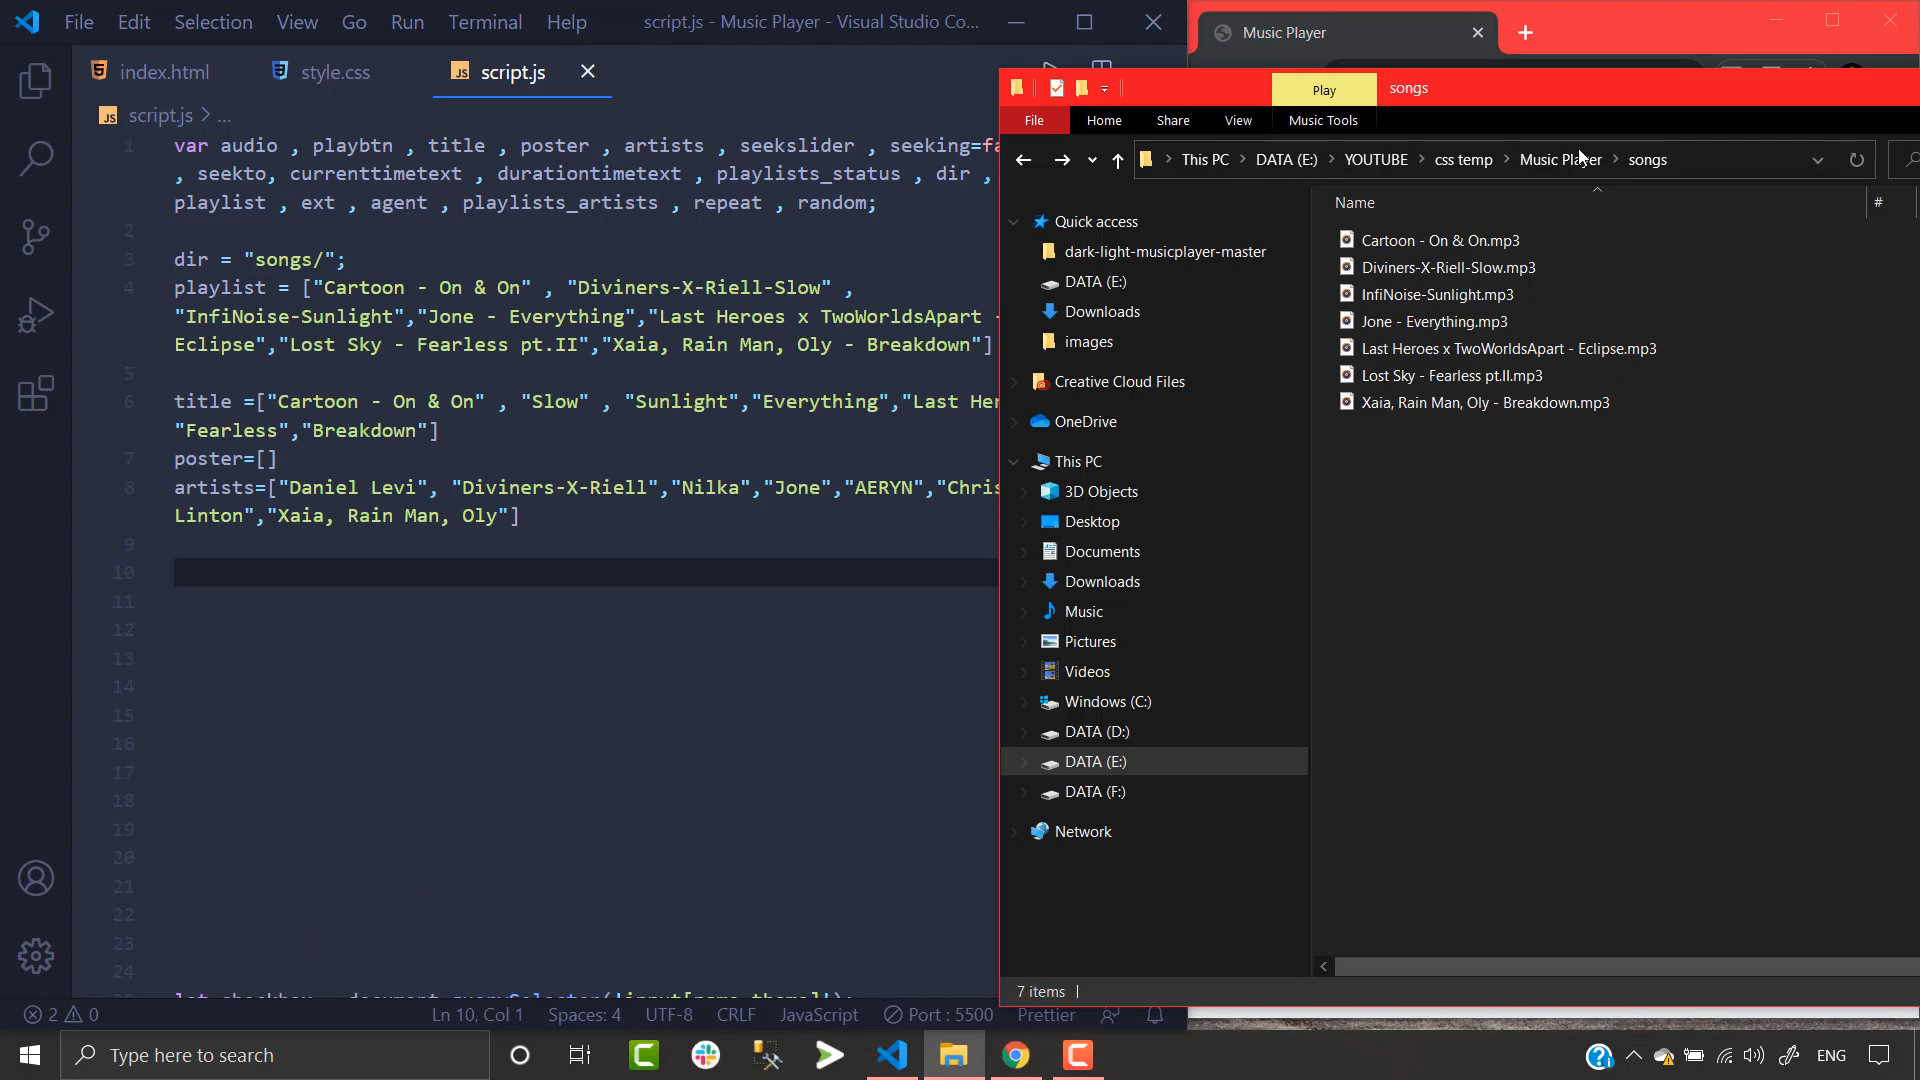 File Edit Selection View Go Run Terminal Help script.js - Music Player - Visual Studio Co...
index.html style.css JS script.js
JS script.js > ...
1 var audio , playbtn , title , poster , artists , seekslider , seeking=fa
, seekto, currenttimetext , durationtimetext , playlists_status , dir ,
playlist , ext , agent , playlists_artists , repeat , random;
2
3 dir = "songs/";
4 playlist = ["Cartoon - On & On" , "Diviners-X-Riell-Slow" ,
"InfiNoise-Sunlight","Jone - Everything","Last Heroes x TwoWorldsApart -
Eclipse","Lost Sky - Fearless pt.II","Xaia, Rain Man, Oly - Breakdown"]
5
6 title =["Cartoon - On & On" , "Slow" , "Sunlight","Everything","Last Her
"Fearless","Breakdown"]
7 poster=[]
8 artists=["Daniel Levi", "Diviners-X-Riell","Nilka","Jone","AERYN","Chris
Linton","Xaia, Rain Man, Oly"]
9
10
11
12
13
14
15
16
17
18
19
20
21
22
23
24
2 0 Ln 10, Col 1 Spaces: 4 UTF-8 CRLF JavaScript Port : 5500 Prettier
Music Player
Play songs
File Home Share View Music Tools
This PC > DATA (E:) > YOUTUBE > css temp > Music Player > songs
Quick access
dark-light-musicplayer-master
DATA (E:)
Downloads
images
Creative Cloud Files
OneDrive
This PC
3D Objects
Desktop
Documents
Downloads
Music
Pictures
Videos
Windows (C:)
DATA (D:)
DATA (E:)
DATA (F:)
Network
Name #
Cartoon - On & On.mp3
Diviners-X-Riell-Slow.mp3
InfiNoise-Sunlight.mp3
Jone - Everything.mp3
Last Heroes x TwoWorldsApart - Eclipse.mp3
Lost Sky - Fearless pt.II.mp3
Xaia, Rain Man, Oly - Breakdown.mp3
7 items
Type here to search ENG